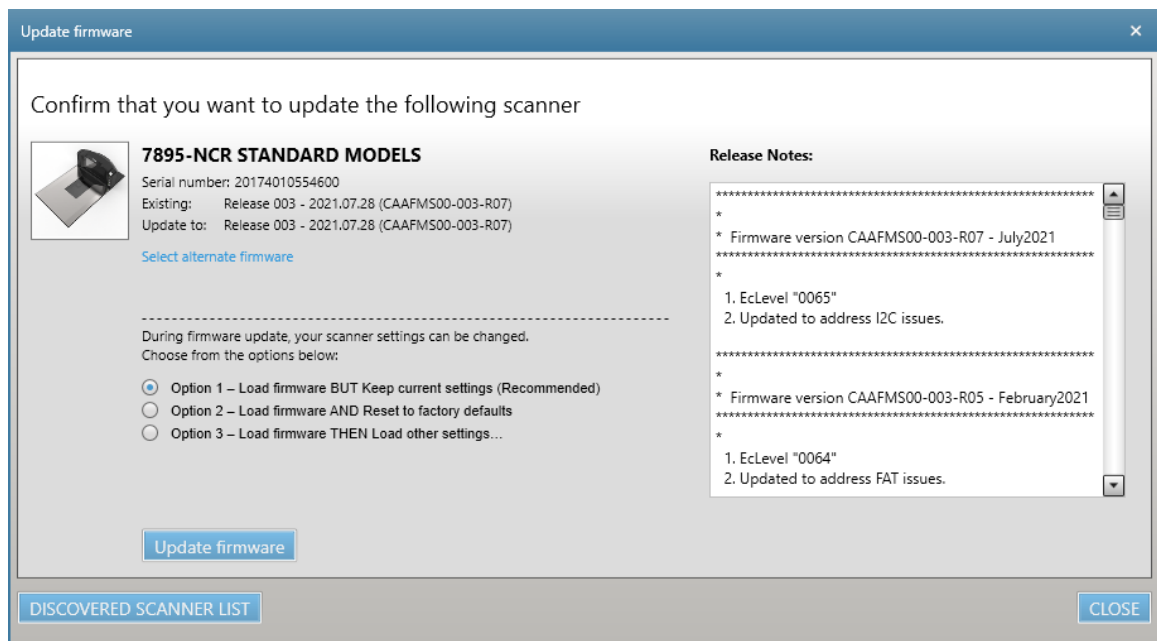 Update firmware
Confirm that you want to update the following scanner
7895-NCR STANDARD MODELS
Serial number: 20174010554600
Existing: Release 003 - 2021.07.28 (CAAFMS00-003-R07)
Update to: Release 003 - 2021.07.28 (CAAFMS00-003-R07)
Select alternate firmware
---------------------------------------------------------------------
During firmware update, your scanner settings can be changed.
Choose from the options below:
Option 1 – Load firmware BUT Keep current settings (Recommended)
Option 2 – Load firmware AND Reset to factory defaults
Option 3 – Load firmware THEN Load other settings...
Update firmware
Release Notes:
************************************************************
*
* Firmware version CAAFMS00-003-R07 - July2021
************************************************************
*
1. EcLevel "0065"
2. Updated to address I2C issues.
************************************************************
*
* Firmware version CAAFMS00-003-R05 - February2021
************************************************************
*
1. EcLevel "0064"
2. Updated to address FAT issues.
DISCOVERED SCANNER LIST
CLOSE